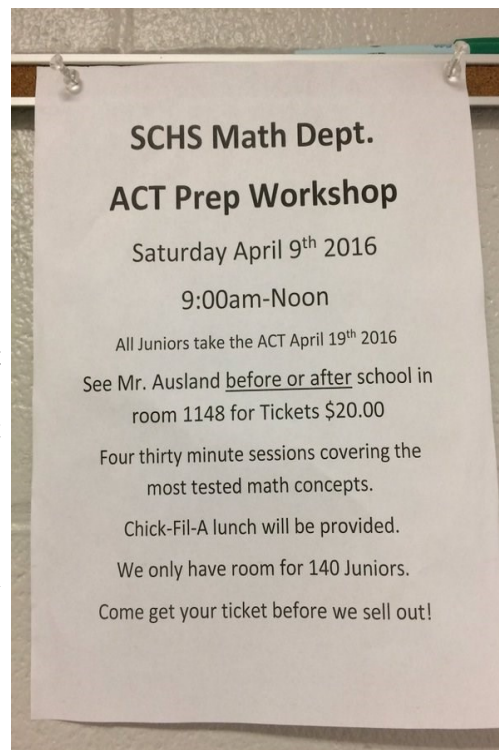 SCHS Math Dept.
ACT Prep Workshop
Saturday April 9th 2016
9:00am-Noon
All Juniors take the ACT April 19th 2016
See Mr. Ausland before or after school in
room 1148 for Tickets $20.00
Four thirty minute sessions covering the
most tested math concepts.
Chick-Fil-A lunch will be provided.
We only have room for 140 Juniors.
Come get your ticket before we sell out!